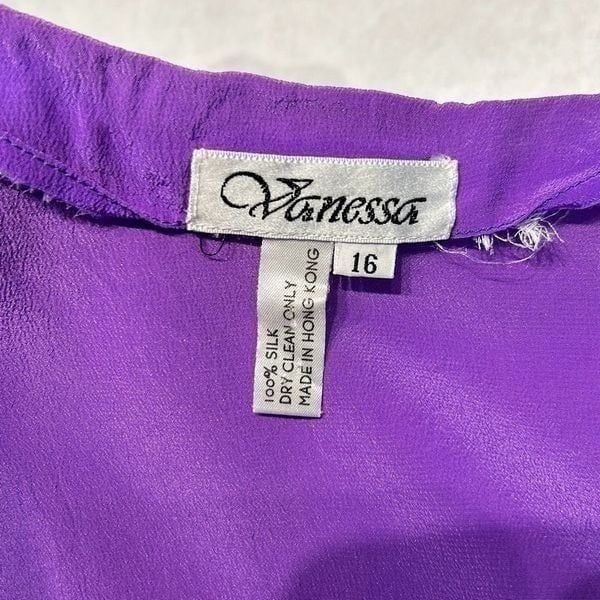 Vanessa
16
100% SILK
DRY CLEAN ONLY
MADE IN HONG KONG